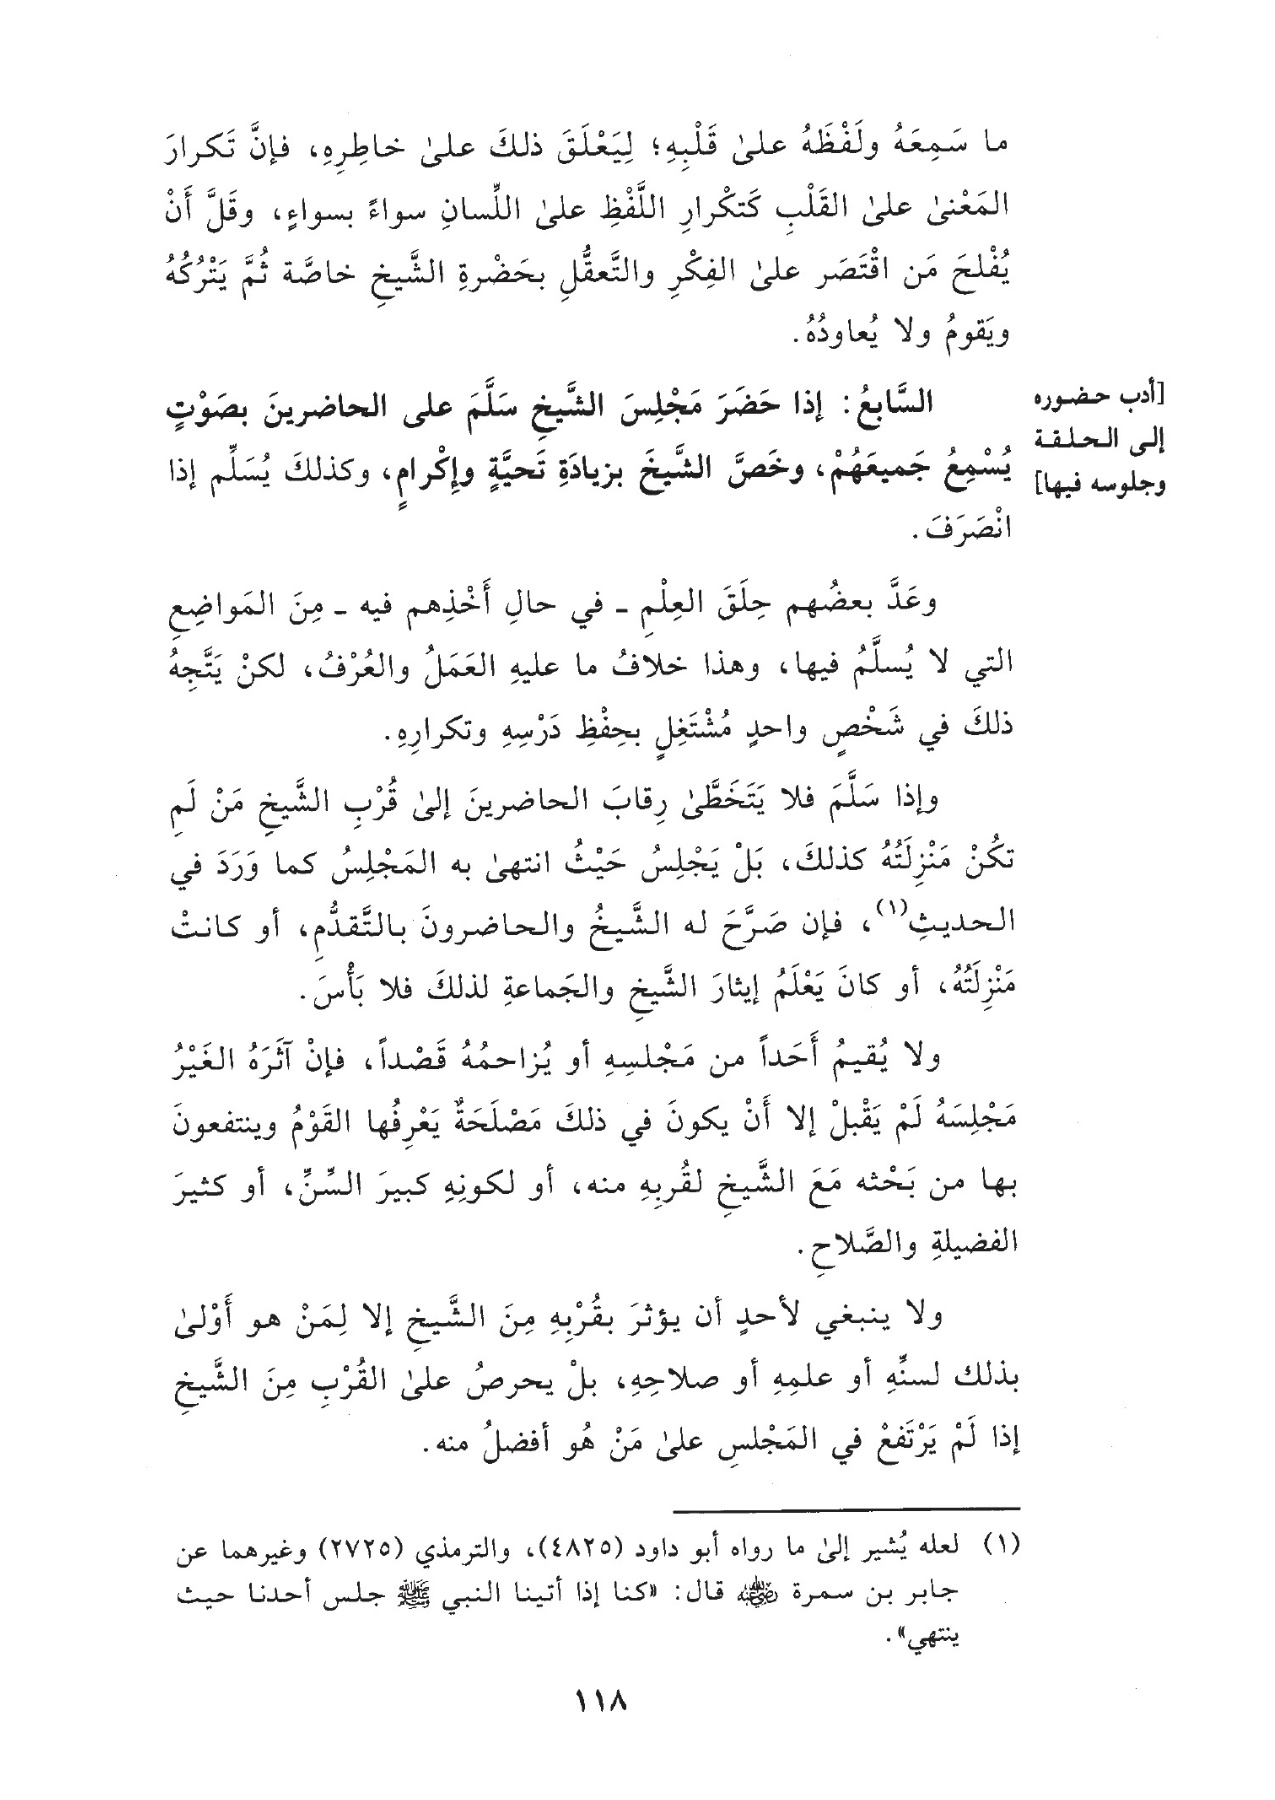 ما سَمِعَهُ ولَفْظَهُ علىٰ قَلْبِهِ؛ لِيَعْلَقَ ذلكَ علىٰ خاطِرِهِ، فإنَّ تَكرارَ
المَعْنىٰ علىٰ القَلْبِ كَتكْرارِ اللَّفْظِ علىٰ اللِّسانِ سواءً بسواءٍ، وقَلَّ أَنْ
يُفْلحَ مَن اقْتَصَر علىٰ الفِكْرِ والتَّعقُّلِ بحَضْرةِ الشَّيخِ خاصَّة ثُمَّ يَتْرُكُهُ
ويَقومُ ولا يُعاودُهُ.
[أدب حضوره
إلى الحلقة
وجلوسه فيها]
السَّابعُ: إذا حَضَرَ مَجْلِسَ الشَّيخِ سَلَّمَ على الحاضرينَ بصَوْتٍ
يُسْمِعُ جَميعَهُمْ، وخَصَّ الشَّيخَ بزيادَةِ تَحيَّةٍ وإكْرامٍ، وكذلكَ يُسَلِّم إذا
انْصَرَفَ.
وعَدَّ بعضُهم حِلَقَ العِلْمِ ـ في حالِ أَخْذِهم فيه ـ مِنَ المَواضِعِ
التي لا يُسلَّمُ فيها، وهذا خلافُ ما عليهِ العَمَلُ والعُرْفُ، لكنْ يَتَّجِهُ
ذلكَ في شَخْصٍ واحدٍ مُشْتَغِلٍ بحِفْظِ دَرْسِهِ وتكرارِهِ.
وإذا سَلَّمَ فلا يَتَخَطَّىٰ رِقابَ الحاضرينَ إلىٰ قُرْبِ الشَّيخِ مَنْ لَم
تكُنْ مَنْزِلَتُهُ كذلكَ، بَلْ يَجْلِسُ حَيْثُ انتهىٰ به المَجْلِسُ كما وَرَدَ في
الحديثِ(١)، فإن صَرَّحَ له الشَّيخُ والحاضرونَ بالتَّقدُّمِ، أو كانتْ
مَنْزِلَتُهُ، أو كانَ يَعْلَمُ إيثارَ الشَّيخِ والجَماعةِ لذلكَ فلا بَأْسَ.
ولا يُقيمُ أَحَداً من مَجْلسِهِ أو يُزاحمُهُ قَصْداً، فإنْ آثَرَهُ الغَيْرُ
مَجْلِسَهُ لَمْ يَقْبلْ إلا أَنْ يكونَ في ذلكَ مَصْلَحَةٌ يَعْرِفُها القَوْمُ وينتفعونَ
بها من بَحْثه مَعَ الشَّيخِ لقُربِهِ منه، أو لكونِهِ كبيرَ السِّنِّ، أو كثيرَ
الفضيلةِ والصَّلاحِ.
ولا ينبغي لأحدٍ أن يؤثرَ بقُرْبِهِ مِنَ الشَّيخِ إلا لِمَنْ هو أَوْلىٰ
بذلك لسنِّهِ أو علمِهِ أو صلاحِهِ، بلْ يحرصُ علىٰ القُرْبِ مِنَ الشَّيخِ
إذا لَمْ يَرْتَفعْ في المَجْلسِ علىٰ مَنْ هُو أفضلُ منه.
(١) لعله يُشير إلىٰ ما رواه أبو داود (٤٨٢٥)، والترمذي (٢٧٢٥) وغيرهما عن
جابر بن سمرة رضي الله عنه قال: «كنا إذا أتينا النبي ﷺ جلس أحدنا حيث
ينتهي».
١١٨